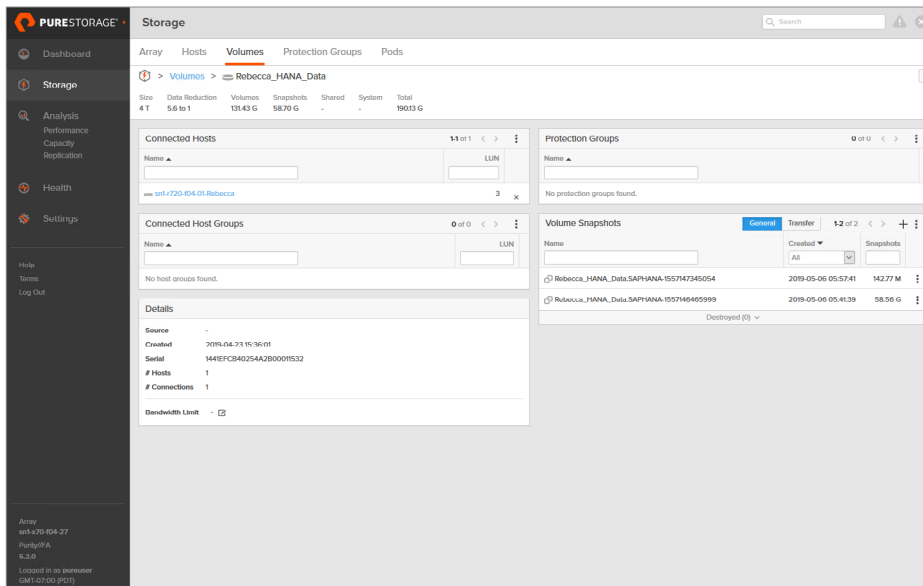 PURESTORAGE®
Dashboard
Storage
Analysis
Performance
Capacity
Replication
Health
Settings
Help
Terms
Log Out
Array
sn1-x70-f04-27
Purity//FA
5.2.0
Logged in as pureuser
GMT-07:00 (PDT)
Storage
Search
Array Hosts Volumes Protection Groups Pods
> Volumes > Rebecca_HANA_Data
Size Data Reduction Volumes Snapshots Shared System Total
4 T 5.6 to 1 131.43 G 58.70 G - - 190.13 G
Connected Hosts 1-1 of 1 < >
Name ▲ LUN
sn1-r720-f04-01-Rebecca 3 ×
Connected Host Groups 0 of 0 < >
Name ▲ LUN
No host groups found.
Details
Source -
Created 2019-04-23 15:36:01
Serial 1441EFCB40254A2B00011532
# Hosts 1
# Connections 1
Bandwidth Limit -
Protection Groups 0 of 0 < >
Name ▲
No protection groups found.
Volume Snapshots General Transfer 1-2 of 2 < > +
Name Created ▼ Snapshots
All
Rebecca_HANA_Data.SAPHANA-1557147345054 2019-05-06 05:57:41 142.77 M
Rebecca_HANA_Data.SAPHANA-1557146465999 2019-05-06 05:41:39 58.56 G
Destroyed (0)